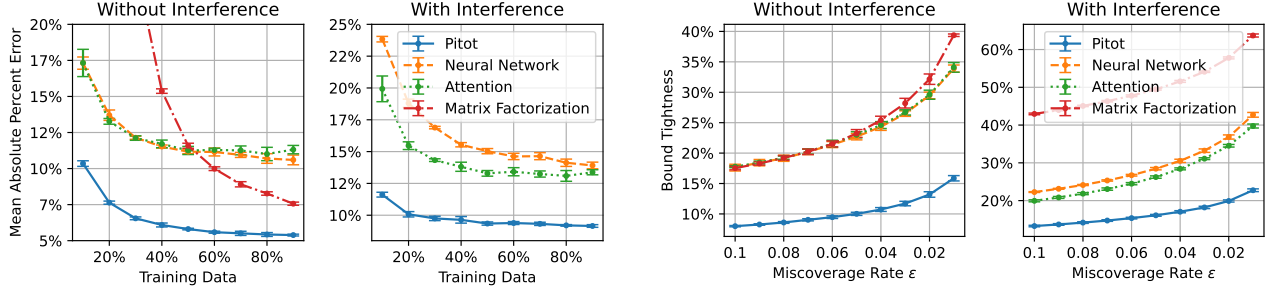 Without Interference
Mean Absolute Percent Error
20%
17%
15%
12%
10%
7%
5%
20%
40%
60%
80%
Training Data
With Interference
25%
22%
20%
17%
15%
12%
10%
Pitot
Neural Network
Attention
Matrix Factorization
20%
40%
60%
80%
Training Data
Without Interference
Bound Tightness
40%
35%
30%
25%
20%
15%
10%
0.1
0.08
0.06
0.04
0.02
Miscoverage Rate ε
With Interference
60%
50%
40%
30%
20%
Pitot
Neural Network
Attention
Matrix Factorization
0.1
0.08
0.06
0.04
0.02
Miscoverage Rate ε